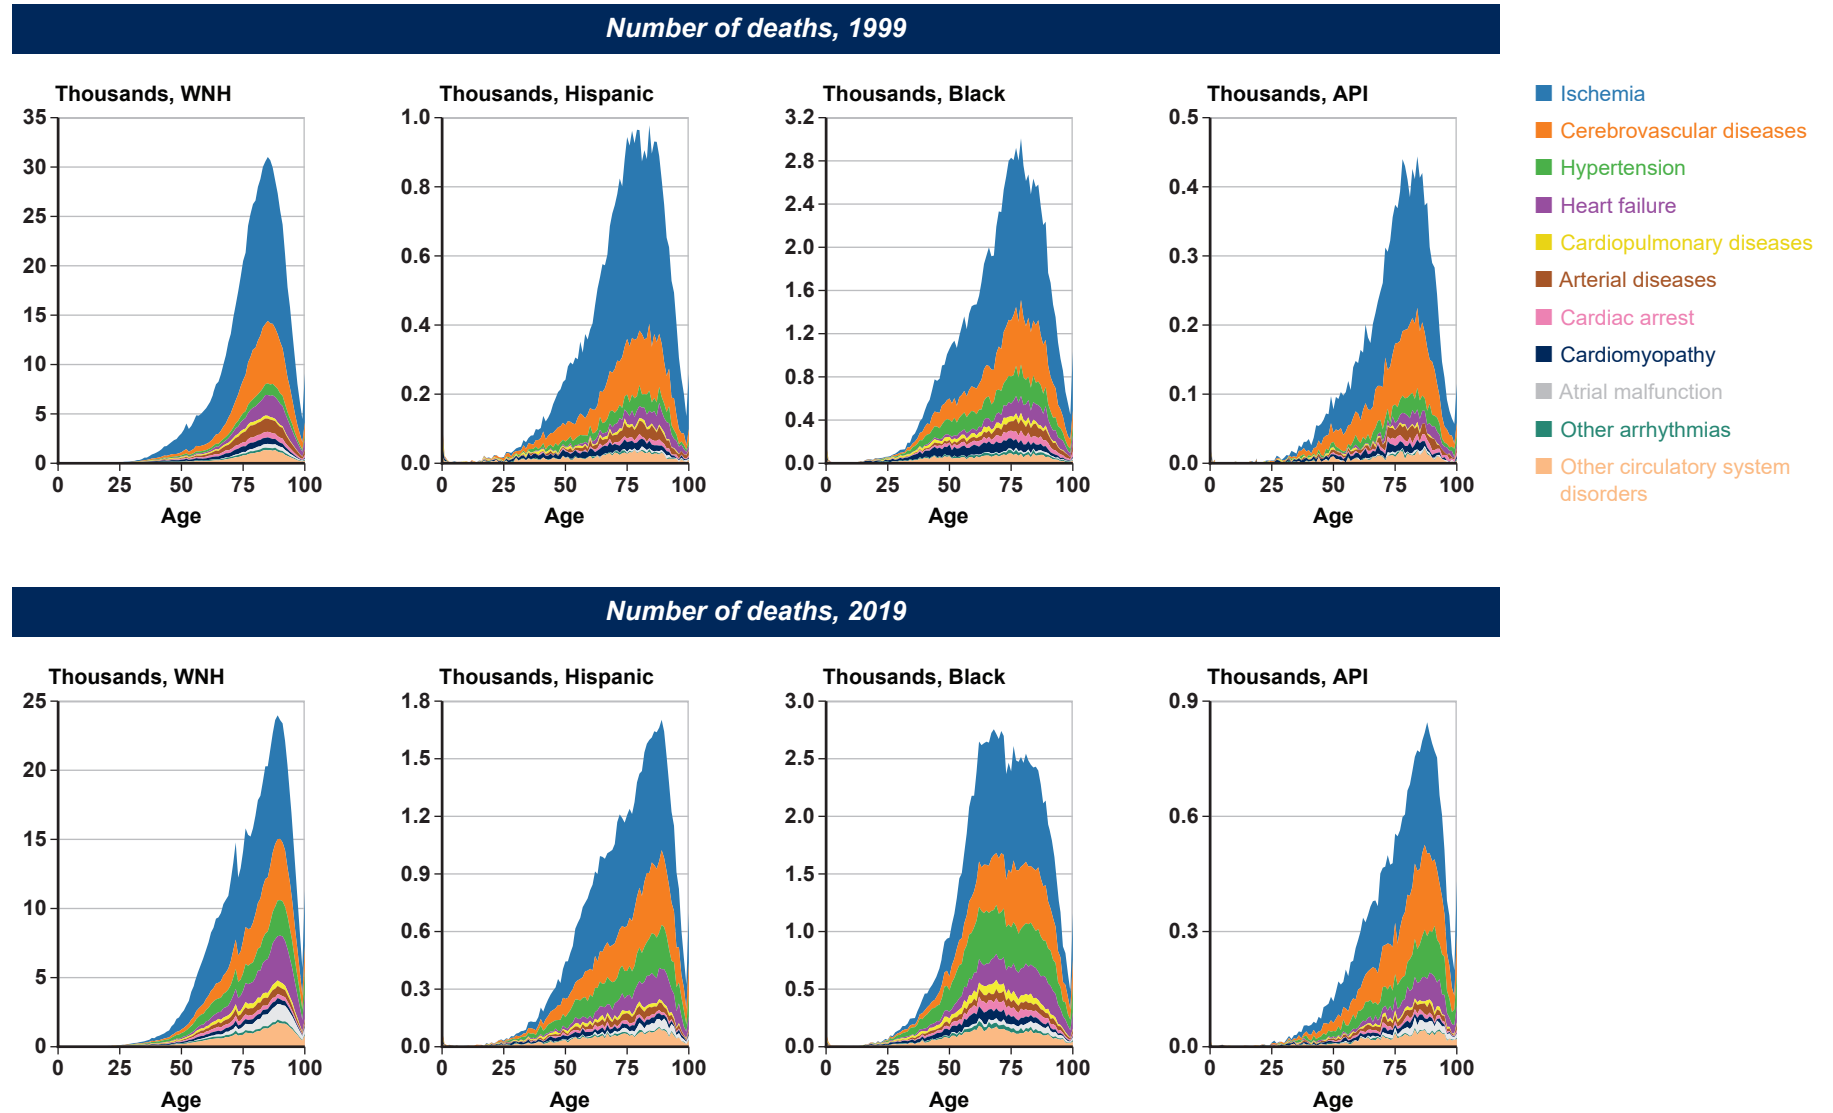 Number of deaths, 1999
Thousands, WNH
35
30
25
20
15
10
5
0
0 25 50 75 100
Age
Thousands, Hispanic
1.0
0.8
0.6
0.4
0.2
0.0
0 25 50 75 100
Age
Thousands, Black
3.2
2.8
2.4
2.0
1.6
1.2
0.8
0.4
0.0
0 25 50 75 100
Age
Thousands, API
0.5
0.4
0.3
0.2
0.1
0.0
0 25 50 75 100
Age
Ischemia
Cerebrovascular diseases
Hypertension
Heart failure
Cardiopulmonary diseases
Arterial diseases
Cardiac arrest
Cardiomyopathy
Atrial malfunction
Other arrhythmias
Other circulatory system
disorders
Number of deaths, 2019
Thousands, WNH
25
20
15
10
5
0
0 25 50 75 100
Age
Thousands, Hispanic
1.8
1.5
1.2
0.9
0.6
0.3
0.0
0 25 50 75 100
Age
Thousands, Black
3.0
2.5
2.0
1.5
1.0
0.5
0.0
0 25 50 75 100
Age
Thousands, API
0.9
0.6
0.3
0.0
0 25 50 75 100
Age